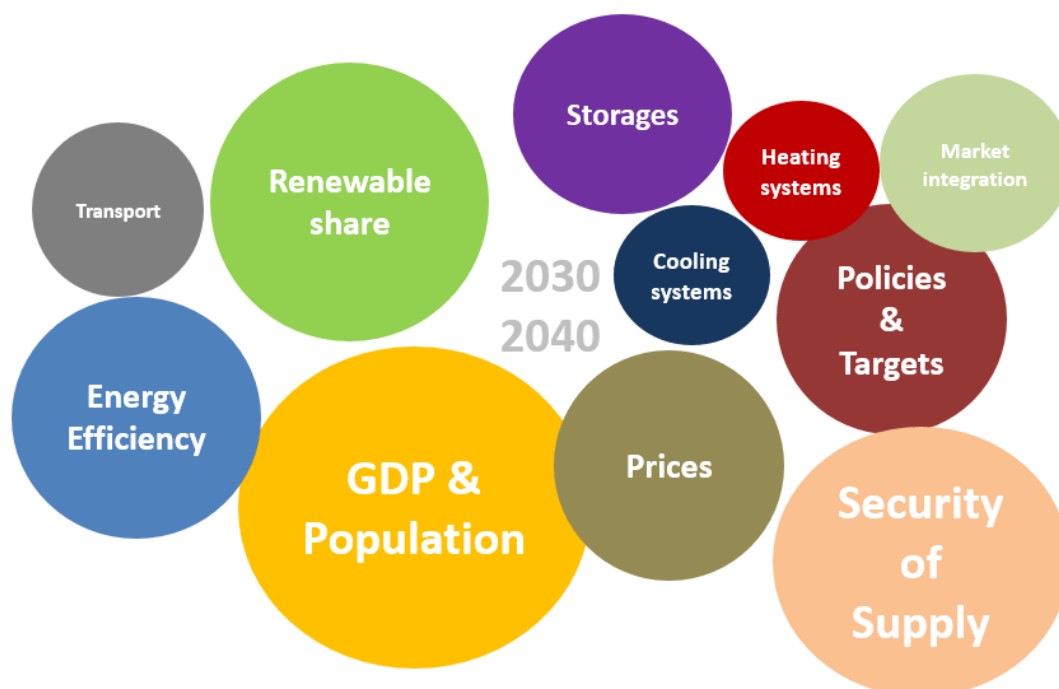 Storages
Heating
systems
Market
integration
Renewable
share
Transport
2030
2040
Cooling
systems
Policies
&
Targets
Energy
Efficiency
GDP &
Population
Prices
Security
of
Supply